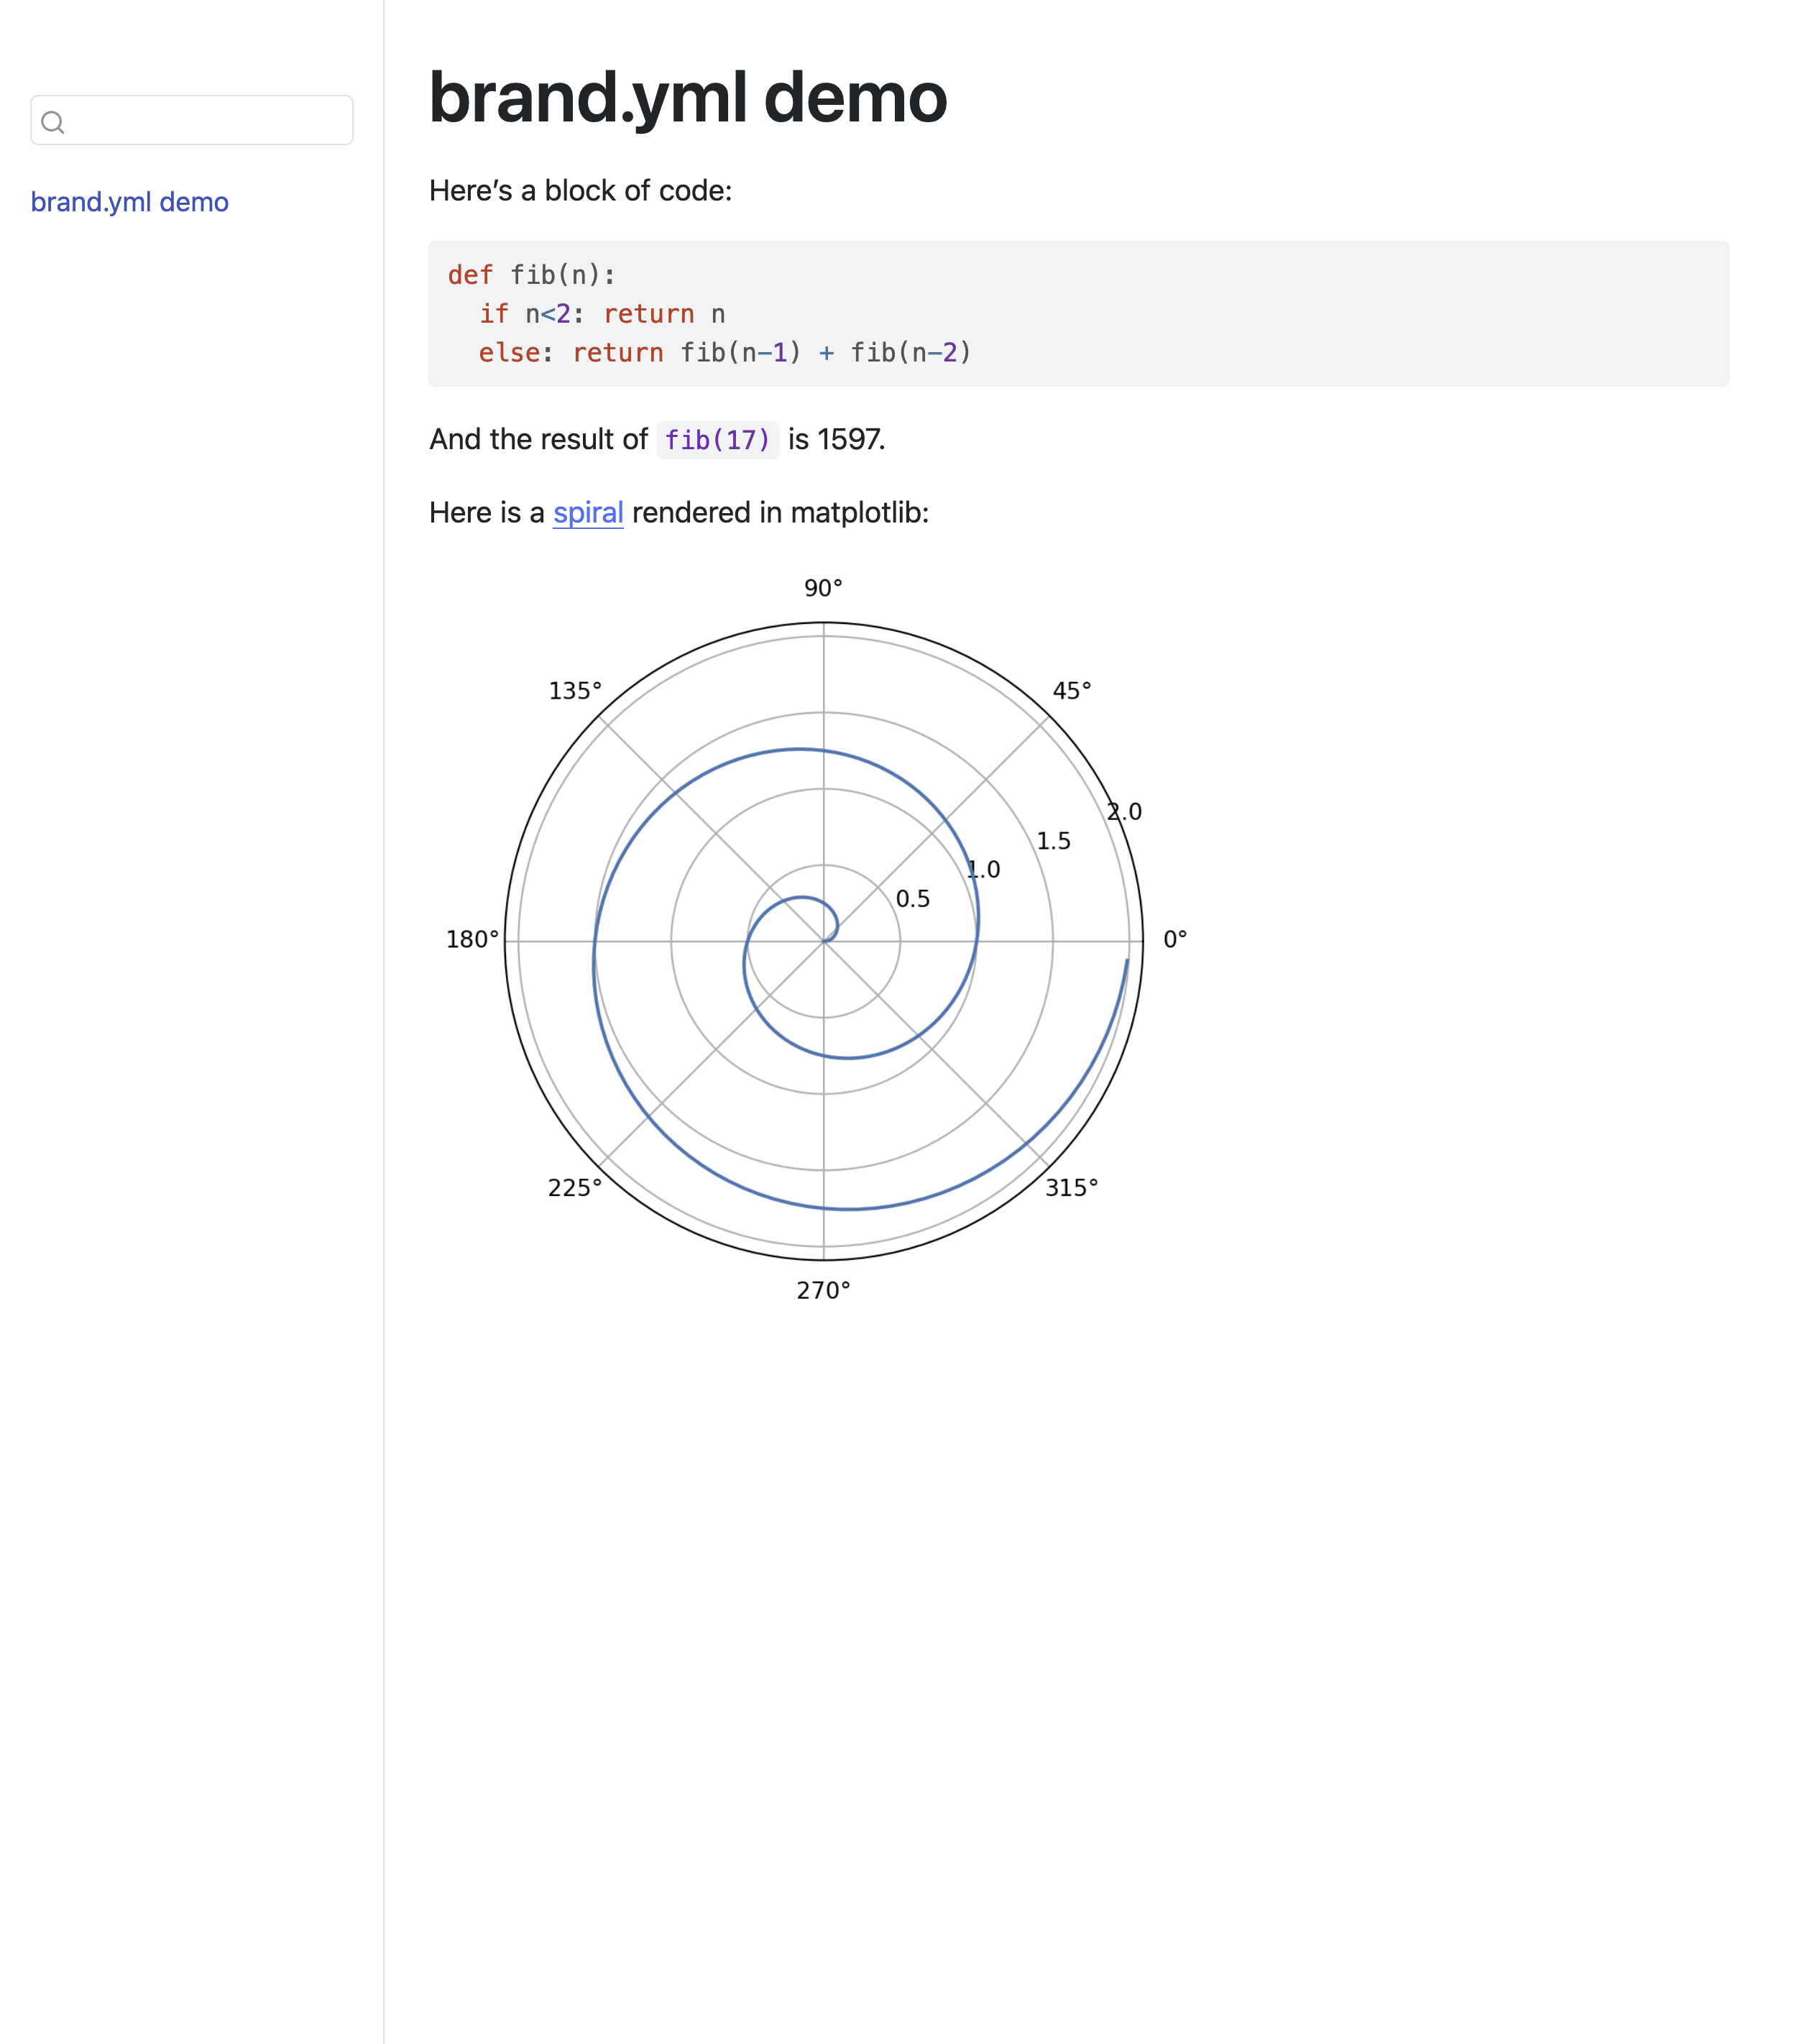 brand.yml demo
brand.yml demo
Here’s a block of code:
def fib(n):
  if n<2: return n
  else: return fib(n-1) + fib(n-2)
And the result of fib(17) is 1597.
Here is a spiral rendered in matplotlib:
90°
135°
45°
2.0
1.5
1.0
0.5
180°
0°
225°
315°
270°